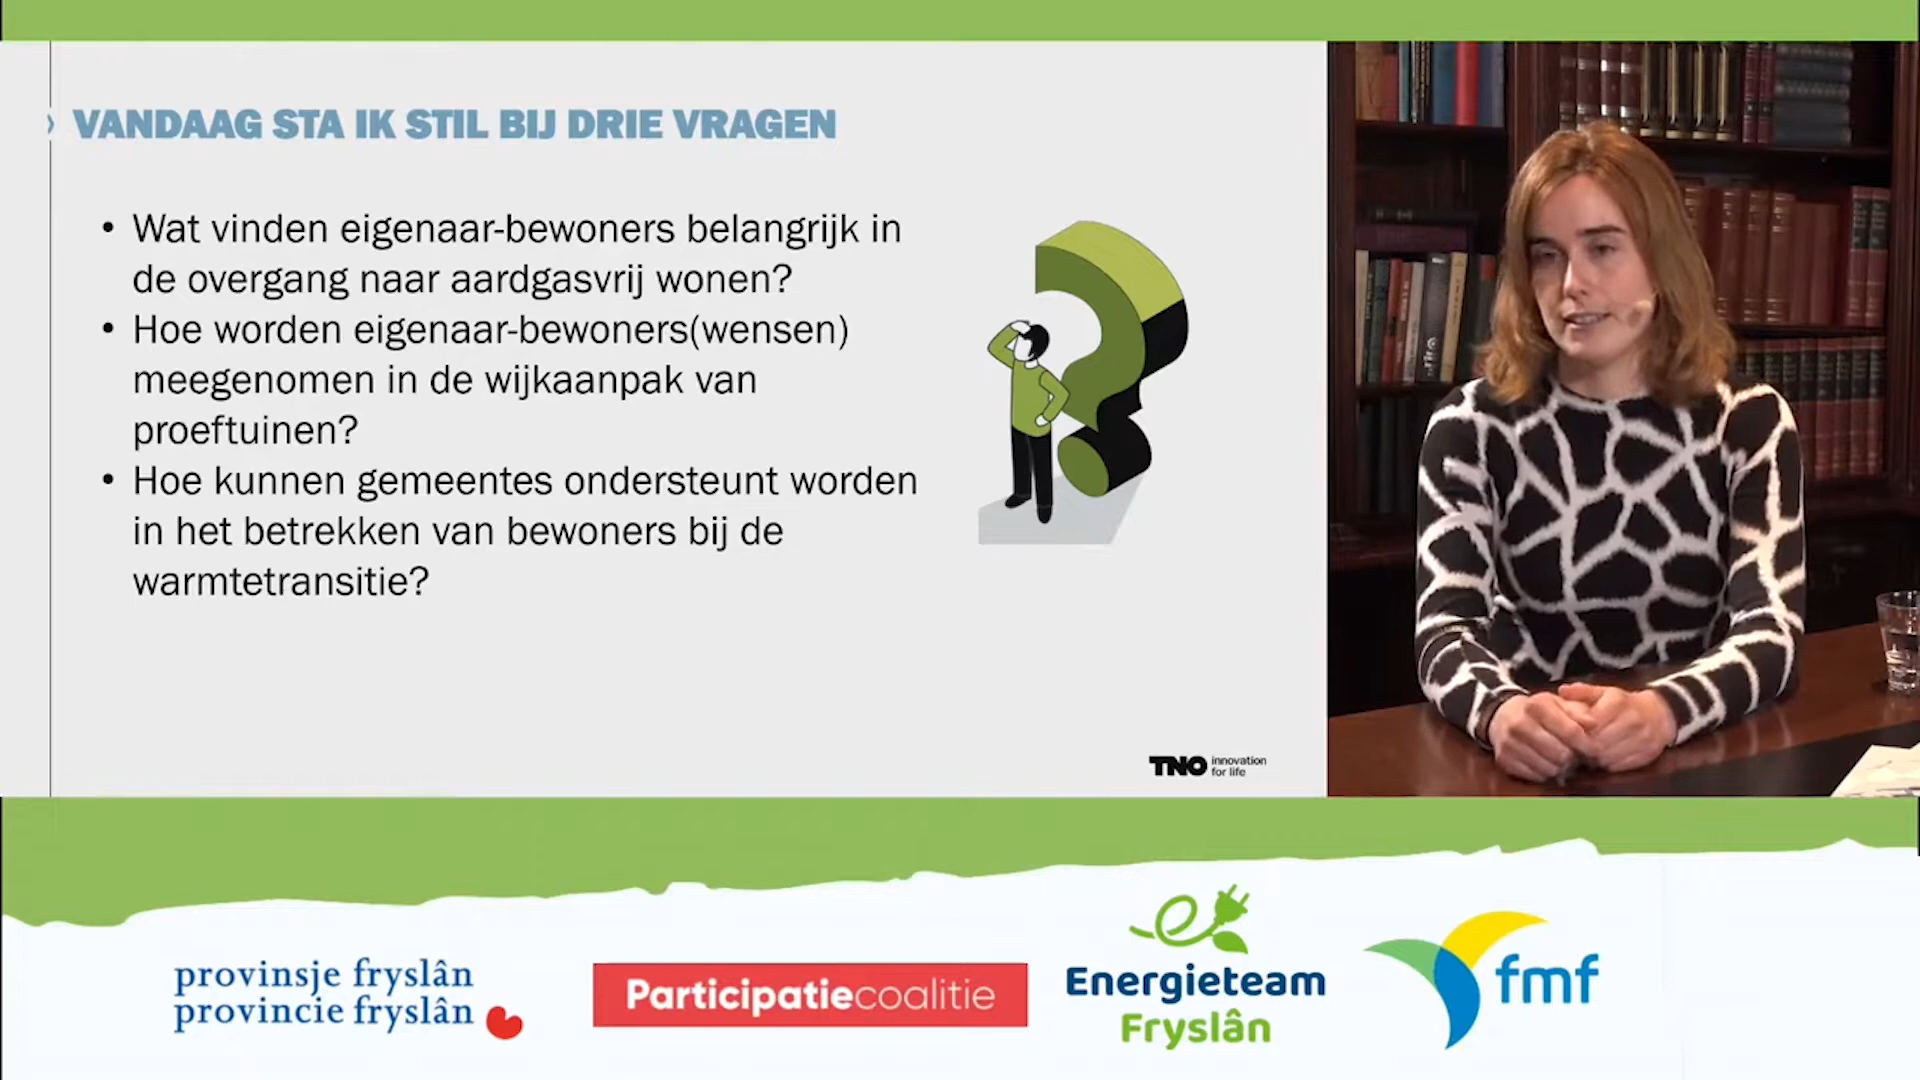 VANDAAG STA IK STIL BIJ DRIE VRAGEN
• Wat vinden eigenaar-bewoners belangrijk in
de overgang naar aardgasvrij wonen?
• Hoe worden eigenaar-bewoners(wensen)
meegenomen in de wijkaanpak van
proeftuinen?
• Hoe kunnen gemeentes ondersteunt worden
in het betrekken van bewoners bij de
warmtetransitie?
TNO innovation
for life
provinsje fryslân
provincie fryslân
Participatiecoalitie
Energieteam
Fryslân
fmf